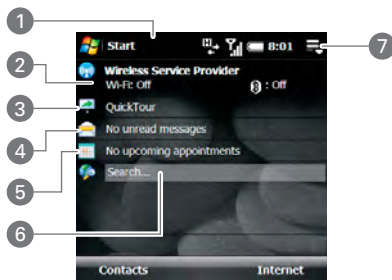 1
Start
8:01
7
2
Wireless Service Provider
Wi-Fi: Off
: Off
3
QuickTour
4
No unread messages
5
No upcoming appointments
Search...
6
Contacts
Internet